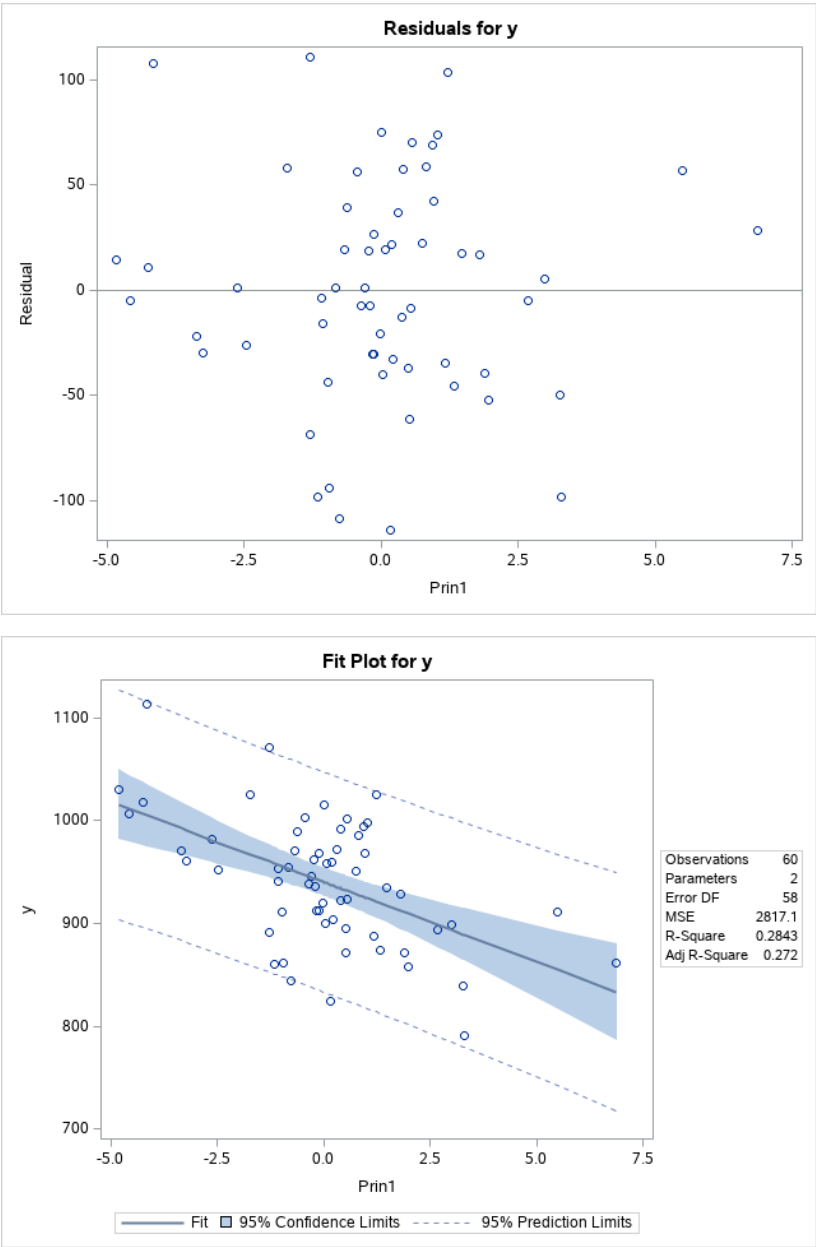 Residuals for y
100
50
0
-50
-100
Residual
-5.0 -2.5 0.0 2.5 5.0 7.5
Prin1
Fit Plot for y
1100
1000
900
800
700
y
-5.0 -2.5 0.0 2.5 5.0 7.5
Prin1
Observations 60
Parameters 2
Error DF 58
MSE 2817.1
R-Square 0.2843
Adj R-Square 0.272
Fit 95% Confidence Limits 95% Prediction Limits